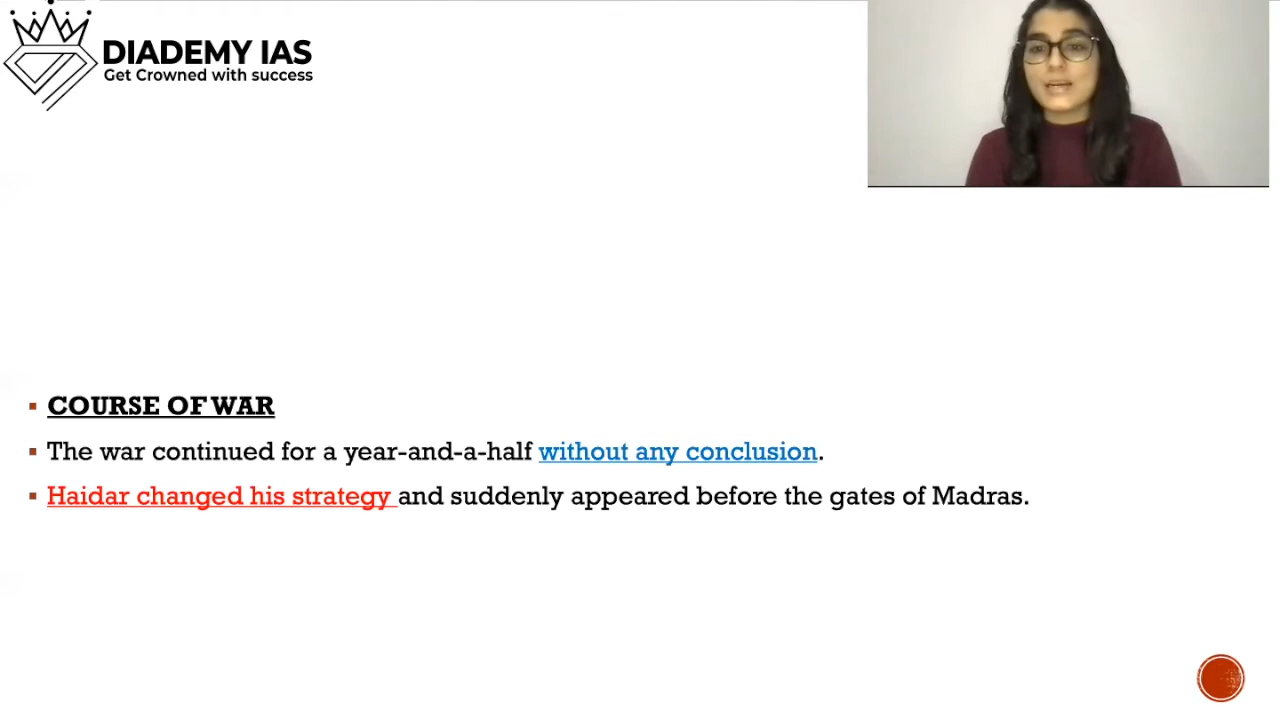 DIADEMY IAS
Get Crowned with success
COURSE OF WAR
The war continued for a year-and-a-half without any conclusion.
Haidar changed his strategy and suddenly appeared before the gates of Madras.